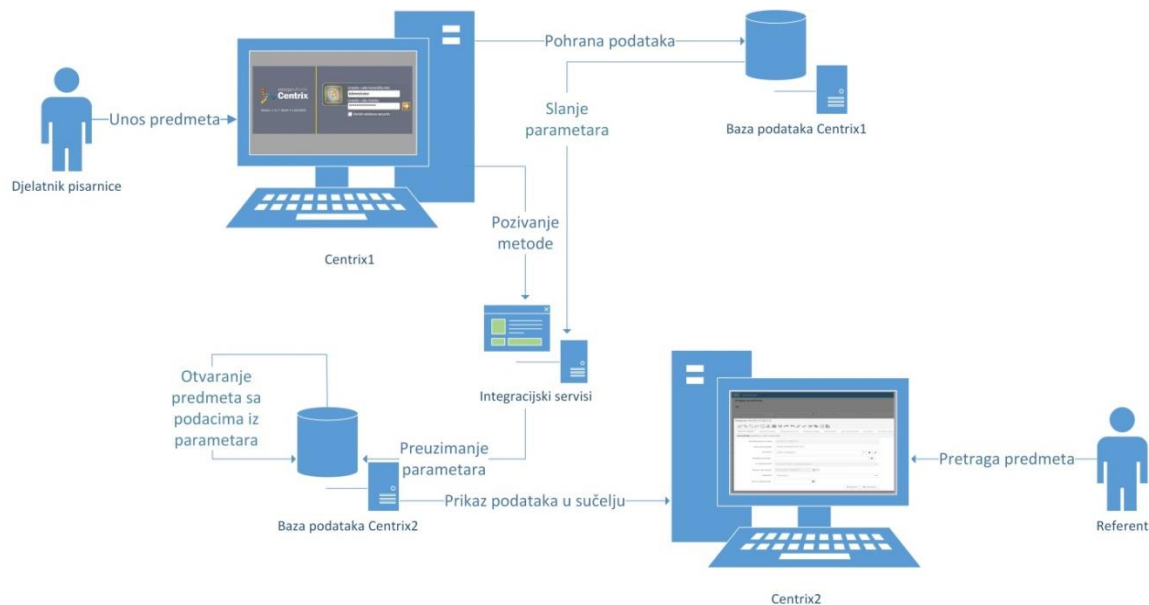 Pohrana podataka
Centrix
Administrator
Unos predmeta
Slanje
parametara
Baza podataka Centrix1
Djelatnik pisarnice
Pozivanje
metode
Centrix1
Otvaranje
predmeta sa
podacima iz
parametara
Integracijski servisi
Preuzimanje
parametara
Pretraga predmeta
Prikaz podataka u sučelju
Baza podataka Centrix2
Referent
Centrix2